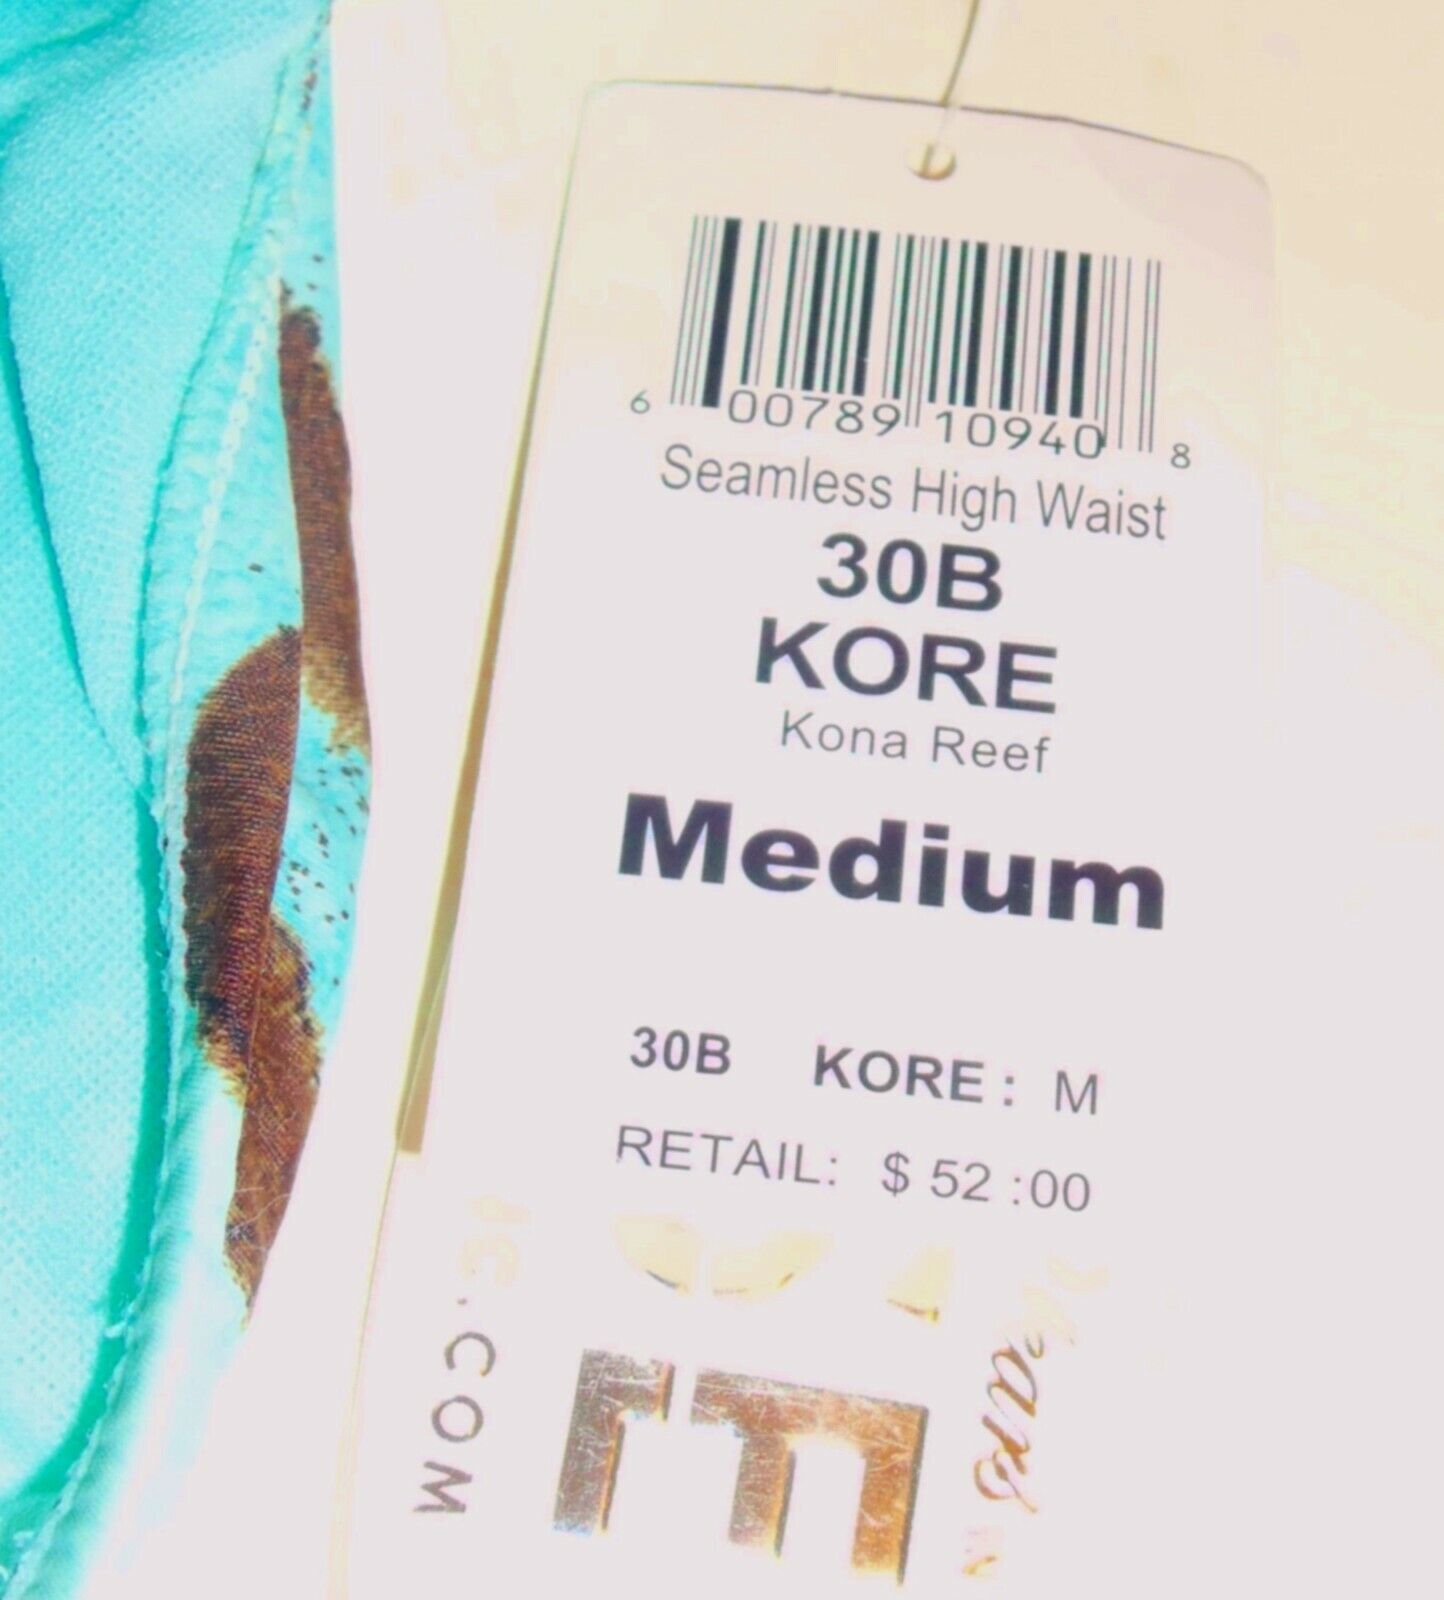 6 00789 10940 8
Seamless High Waist
30B
KORE
Kona Reef
Medium
30B KORE: M
RETAIL: $ 52:00
.COM